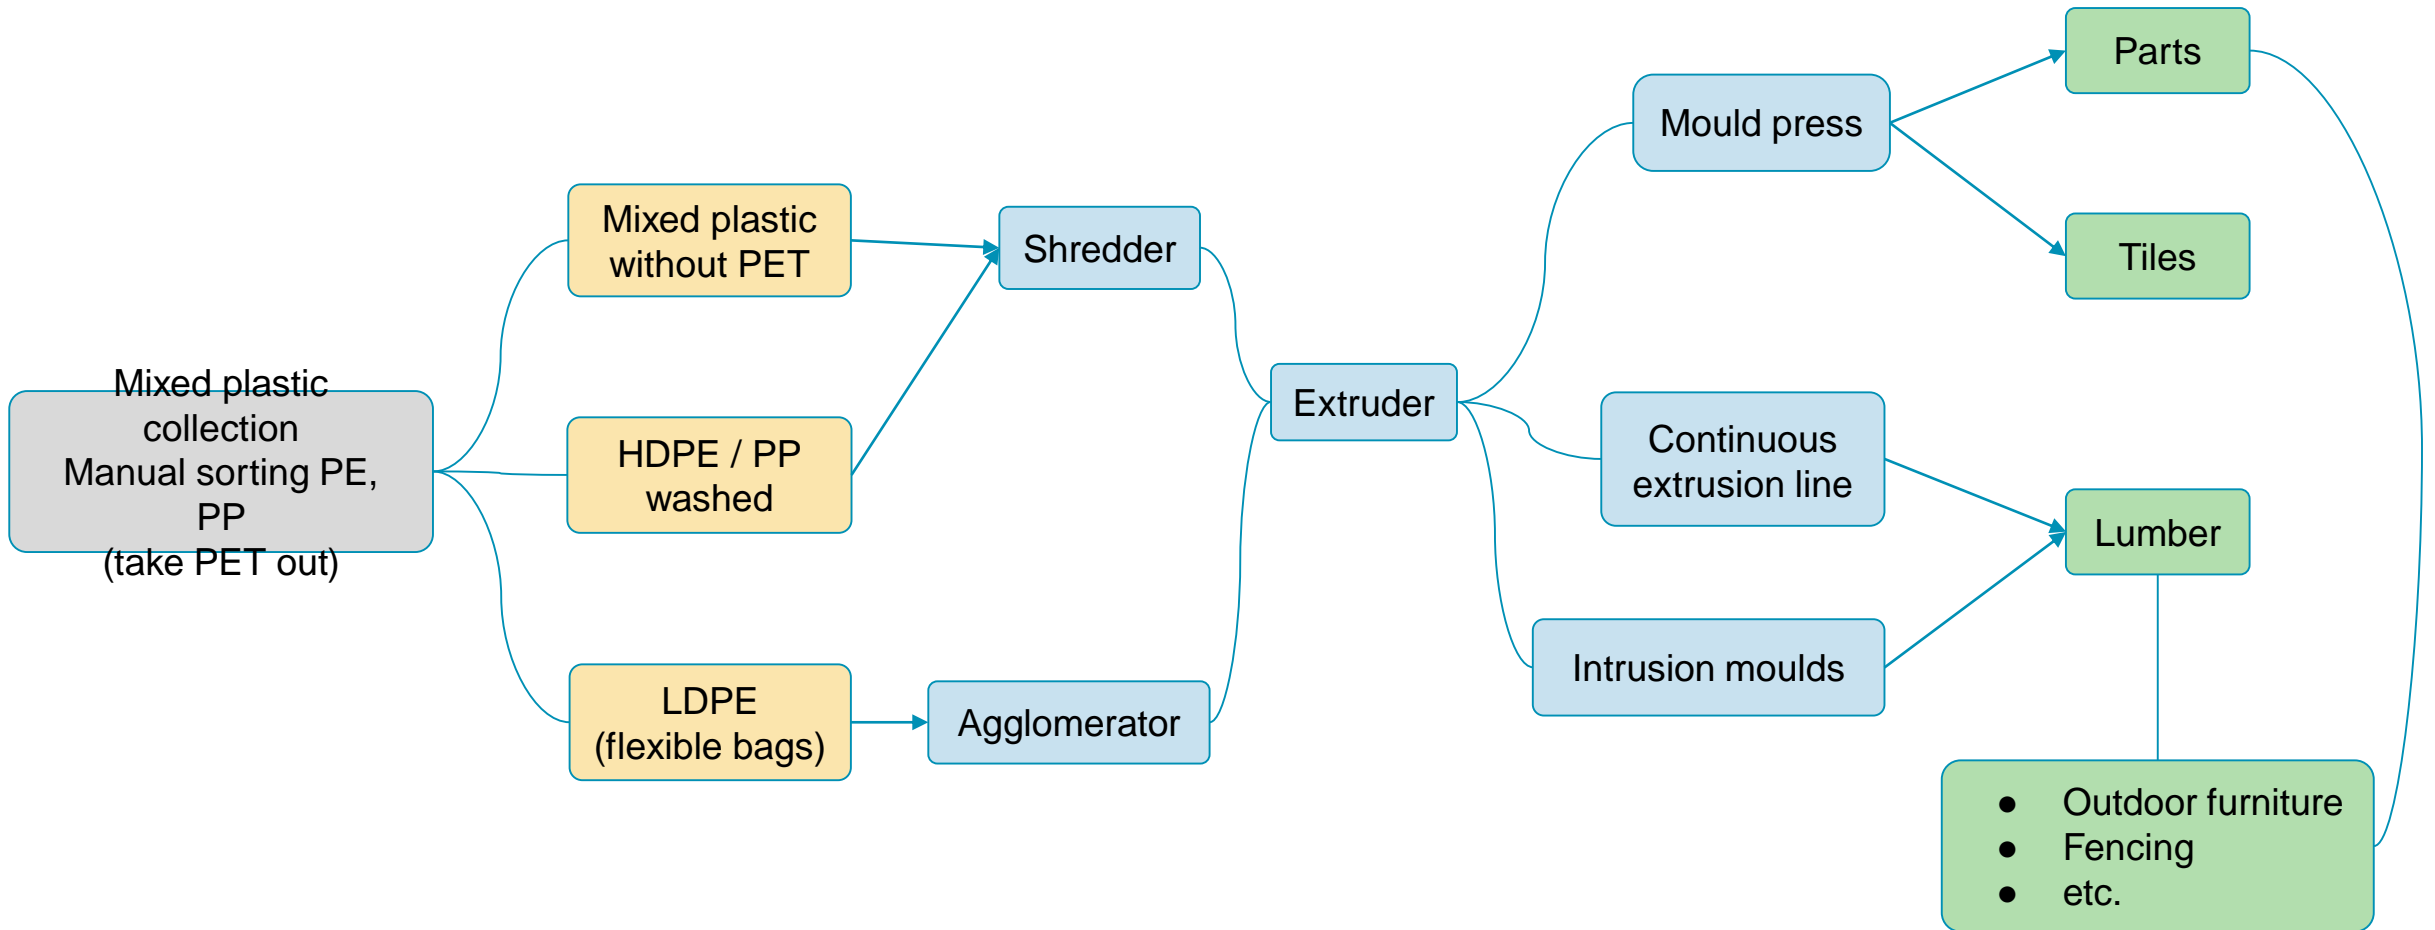 Mixed plastic
collection
Manual sorting PE,
PP
(take PET out)
Mixed plastic
without PET
HDPE / PP
washed
LDPE
(flexible bags)
Shredder
Agglomerator
Extruder
Mould press
Continuous
extrusion line
Intrusion moulds
Parts
Tiles
Lumber
● Outdoor furniture
● Fencing
● etc.